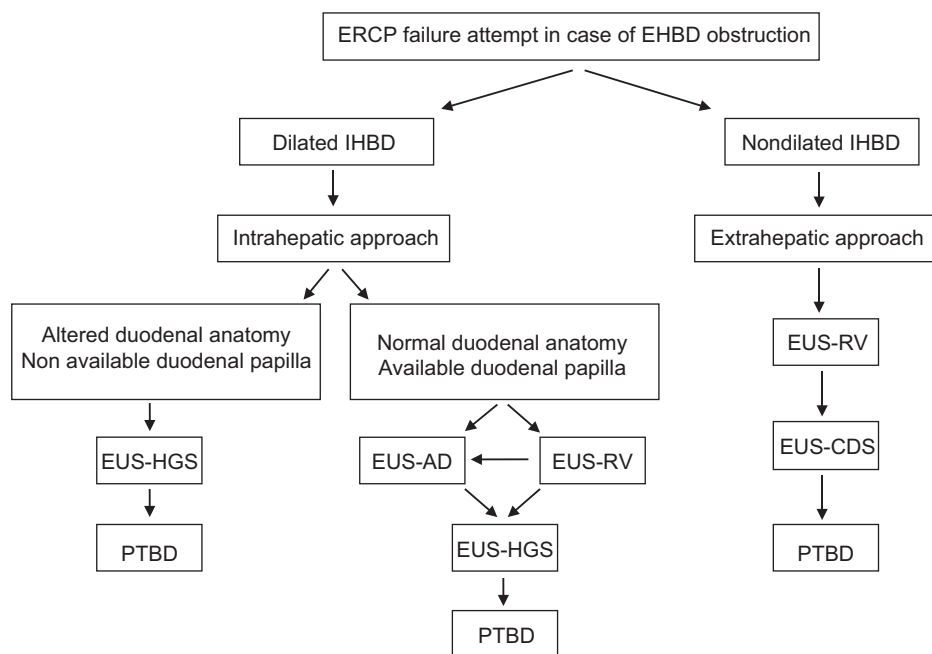 ERCP failure attempt in case of EHBD obstruction
Dilated IHBD
Nondilated IHBD
Intrahepatic approach
Extrahepatic approach
Altered duodenal anatomy
Non available duodenal papilla
Normal duodenal anatomy
Available duodenal papilla
EUS-RV
EUS-HGS
EUS-AD
EUS-RV
EUS-CDS
PTBD
EUS-HGS
PTBD
PTBD